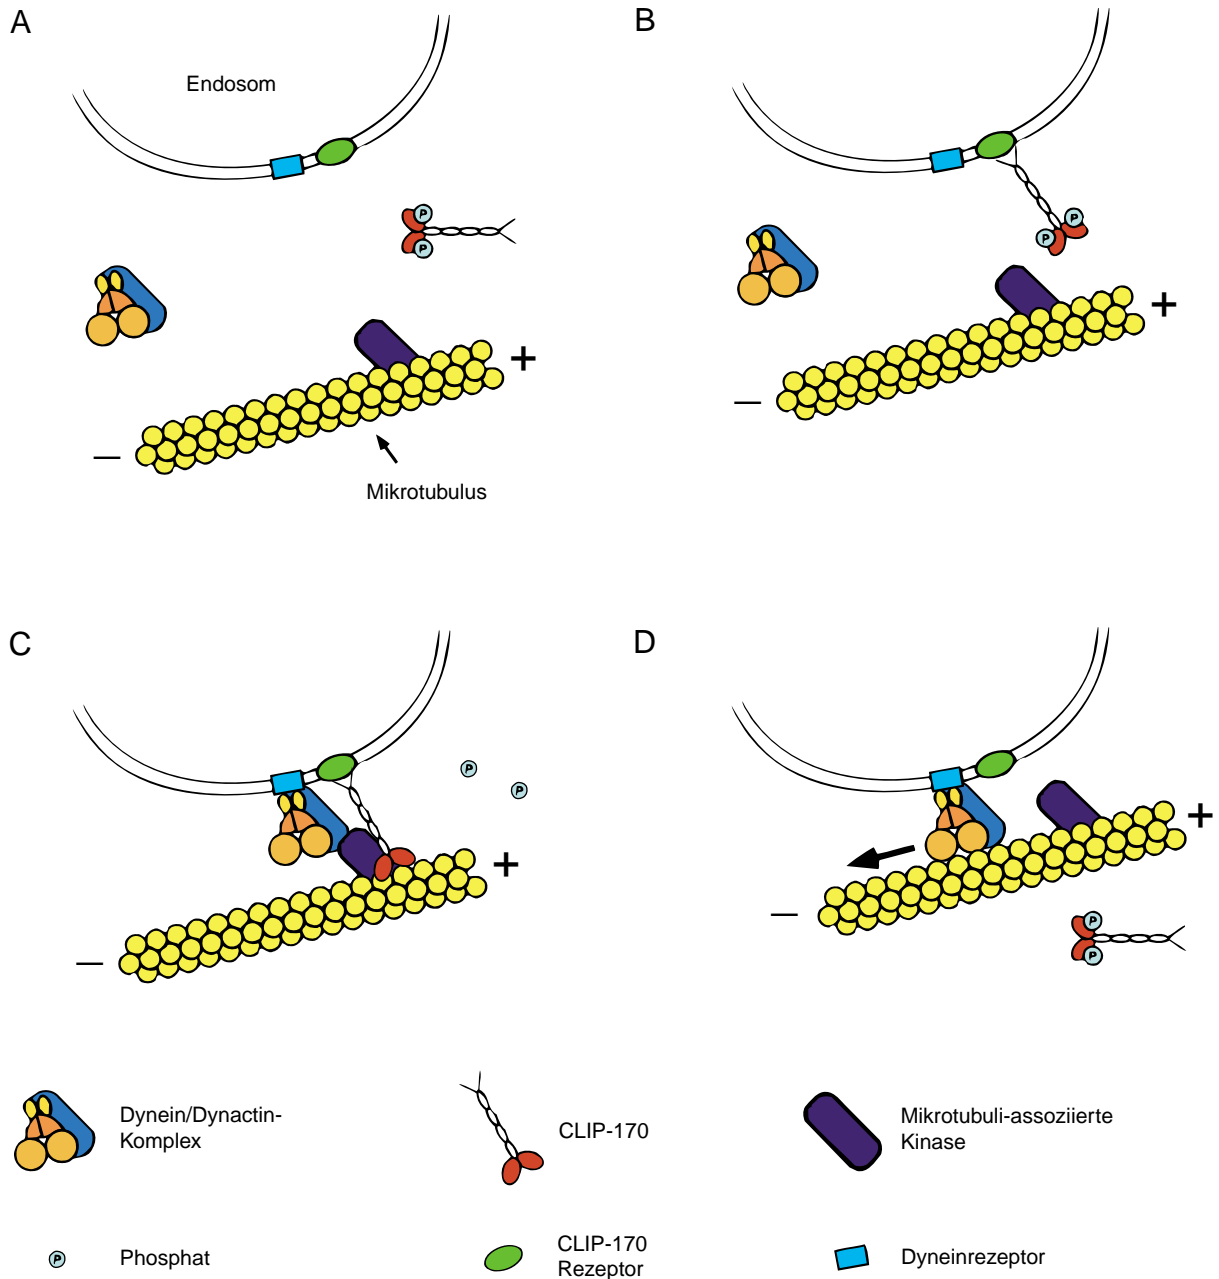 A
B
Endosom
P
P
P
P
+
—
+
—
Mikrotubulus
C
D
P
P
+
—
+
—
P
P
Dynein/Dynactin-
Komplex
CLIP-170
Mikrotubuli-assoziierte
Kinase
P
Phosphat
CLIP-170
Rezeptor
Dyneinrezeptor